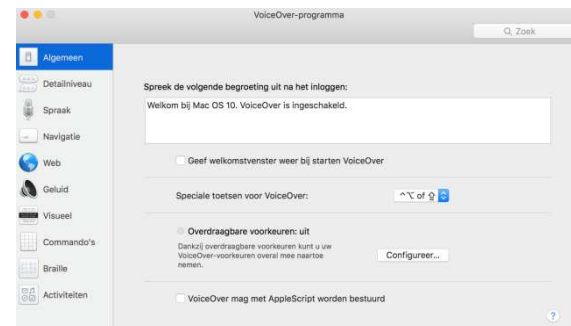 VoiceOver-programma
Zoek
Algemeen
Detailniveau
Spraak
Navigatie
Web
Geluid
Visueel
Commando's
Braille
Activiteiten
Spreek de volgende begroeting uit na het inloggen:
Welkom bij Mac OS 10. VoiceOver is ingeschakeld.
Geef welkomstvenster weer bij starten VoiceOver
Speciale toetsen voor VoiceOver:
^⌥ of ⇪
Overdraagbare voorkeuren: uit
Dankzij overdraagbare voorkeuren kunt u uw
VoiceOver-voorkeuren overal mee naartoe
nemen.
Configureer...
VoiceOver mag met AppleScript worden bestuurd
?